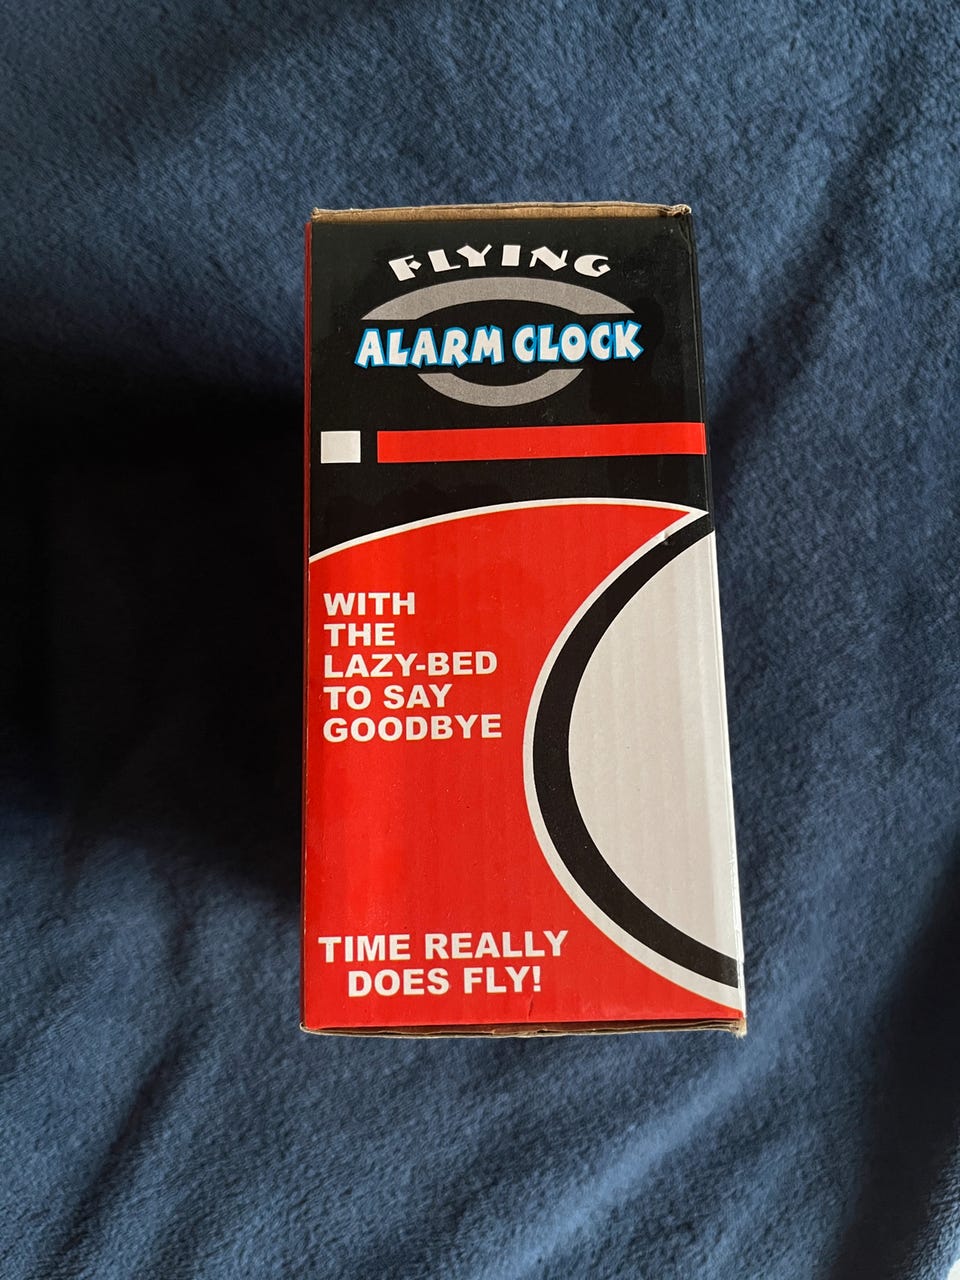 FLYING
ALARM CLOCK
WITH
THE
LAZY-BED
TO SAY
GOODBYE
TIME REALLY
DOES FLY!